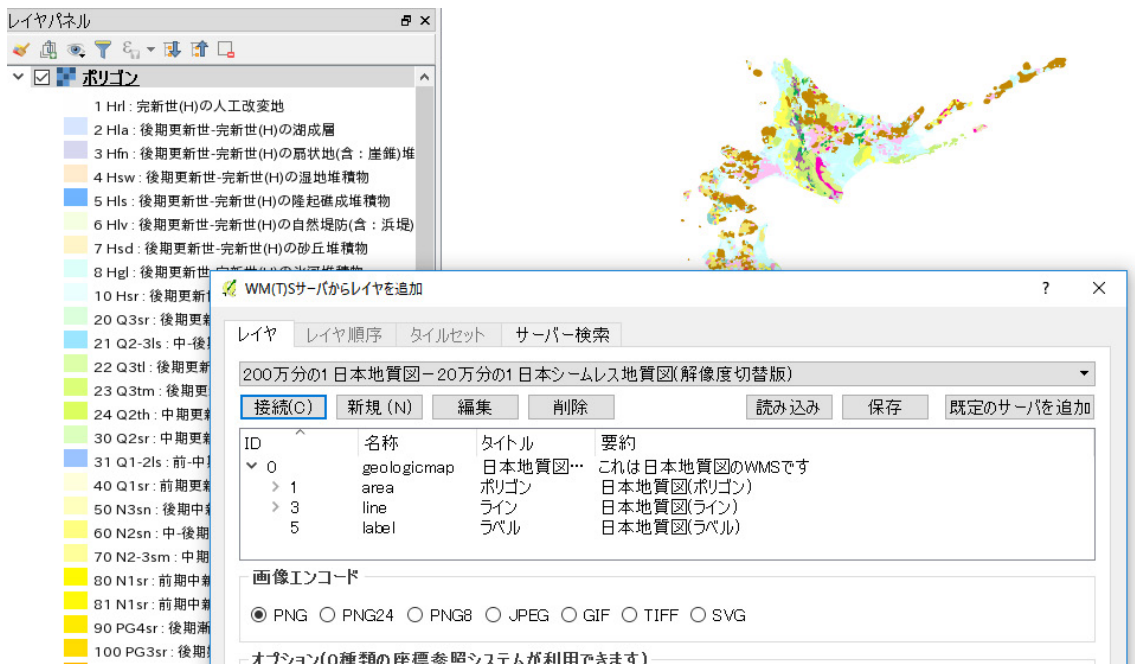 レイヤパネル
ポリゴン
1 Hrl : 完新世(H)の人工改変地
2 Hla : 後期更新世-完新世(H)の湖成層
3 Hfn : 後期更新世-完新世(H)の扇状地(含 : 崖錐)堆
4 Hsw : 後期更新世-完新世(H)の湿地堆積物
5 Hls : 後期更新世-完新世(H)の隆起礁成堆積物
6 Hlv : 後期更新世-完新世(H)の自然堤防(含 : 浜堤)
7 Hsd : 後期更新世-完新世(H)の砂丘堆積物
8 Hgl : 後期更新世
10 Hsr : 後期更新
20 Q3sr : 後期更新
21 Q2-3ls : 中-後
22 Q3tl : 後期更新
23 Q3tm : 後期更
24 Q2th : 中期更新
30 Q2sr : 中期更新
31 Q1-2ls : 前-中
40 Q1sr : 前期更新
50 N3sn : 後期中
60 N2sn : 中-後期
70 N2-3sm : 中期
80 N1sr : 前期中新
81 N1sr : 前期中新
90 PG4sr : 後期漸
100 PG3sr : 後期
WM(T)Sサーバからレイヤを追加
レイヤ レイヤ順序 タイルセット サーバー検索
200万分の1日本地質図－20万分の1日本シームレス地質図(解像度切替版)
接続(C) 新規 (N) 編集 削除 読み込み 保存 既定のサーバを追加
ID 名称 タイトル 要約
0 geologicmap 日本地質図… これは日本地質図のWMSです
1 area ポリゴン 日本地質図(ポリゴン)
3 line ライン 日本地質図(ライン)
5 label ラベル 日本地質図(ラベル)
画像エンコード
PNG PNG24 PNG8 JPEG GIF TIFF SVG
オプション(0種類の座標参照システムが利用できます)